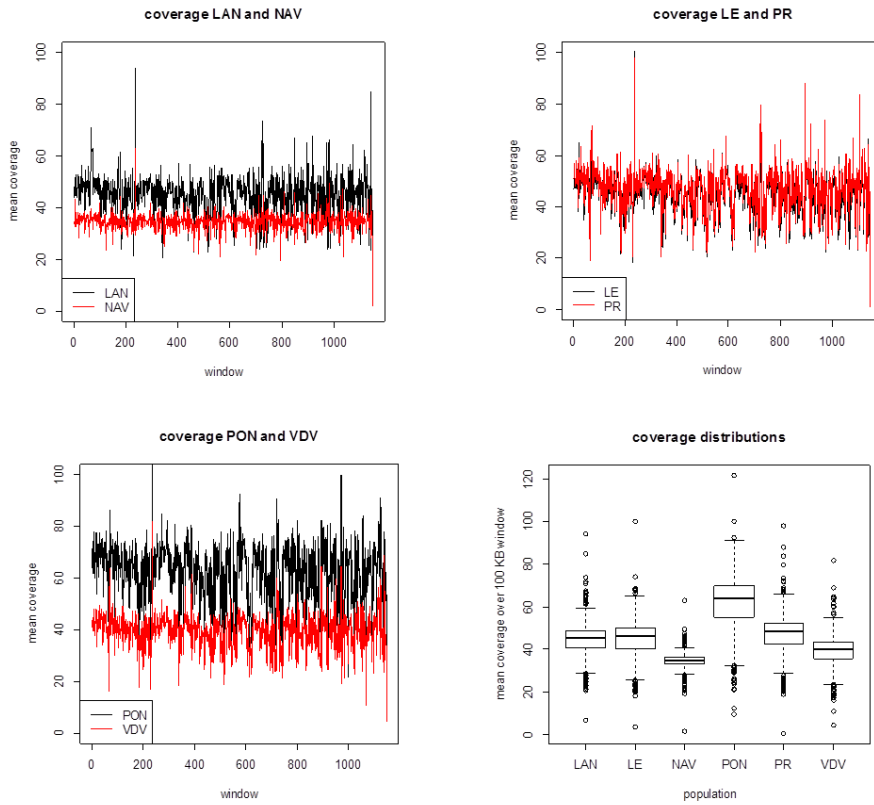 coverage LAN and NAV
mean coverage
0 20 40 60 80 100
LAN
NAV
0 200 400 600 800 1000
window
coverage LE and PR
mean coverage
0 20 40 60 80 100
LE
PR
0 200 400 600 800 1000
window
coverage PON and VDV
mean coverage
0 20 40 60 80 100
PON
VDV
0 200 400 600 800 1000
window
coverage distributions
mean coverage over 100 KB window
0 20 40 60 80 100 120
LAN LE NAV PON PR VDV
population